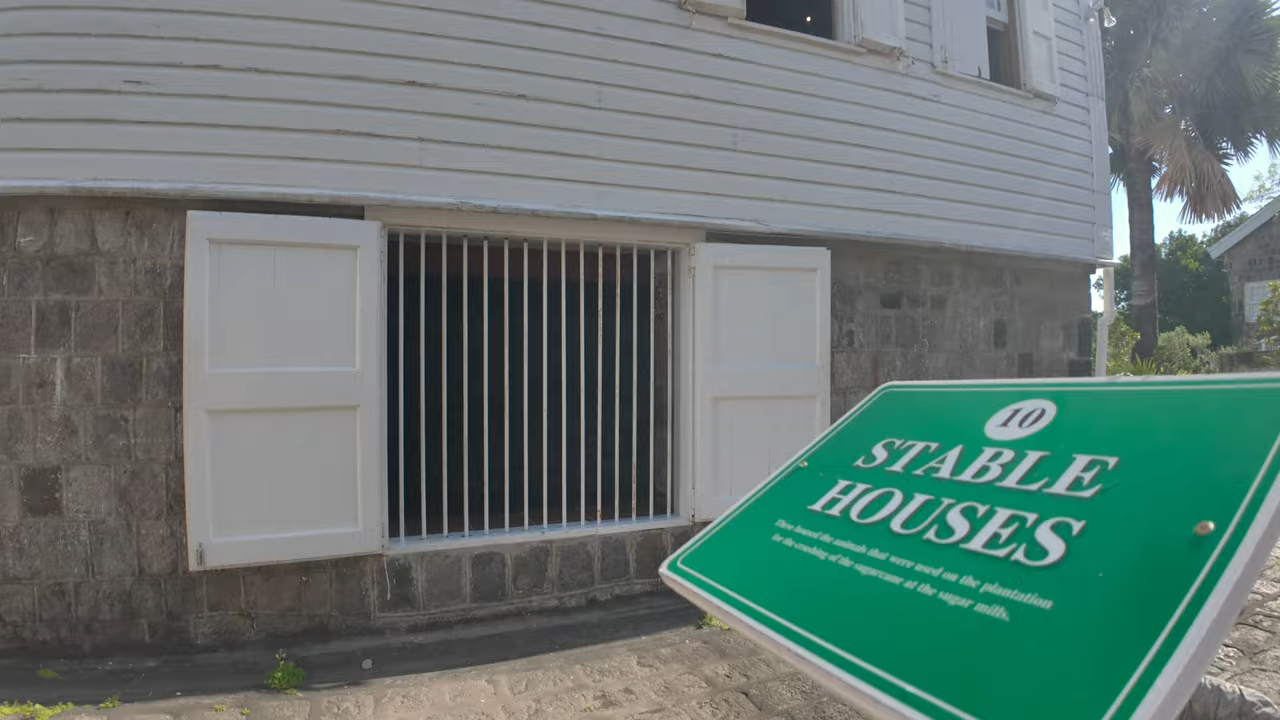 10
STABLE
HOUSES
These housed the animals that were used on the plantation
for the crushing of the sugarcane at the sugar mills.